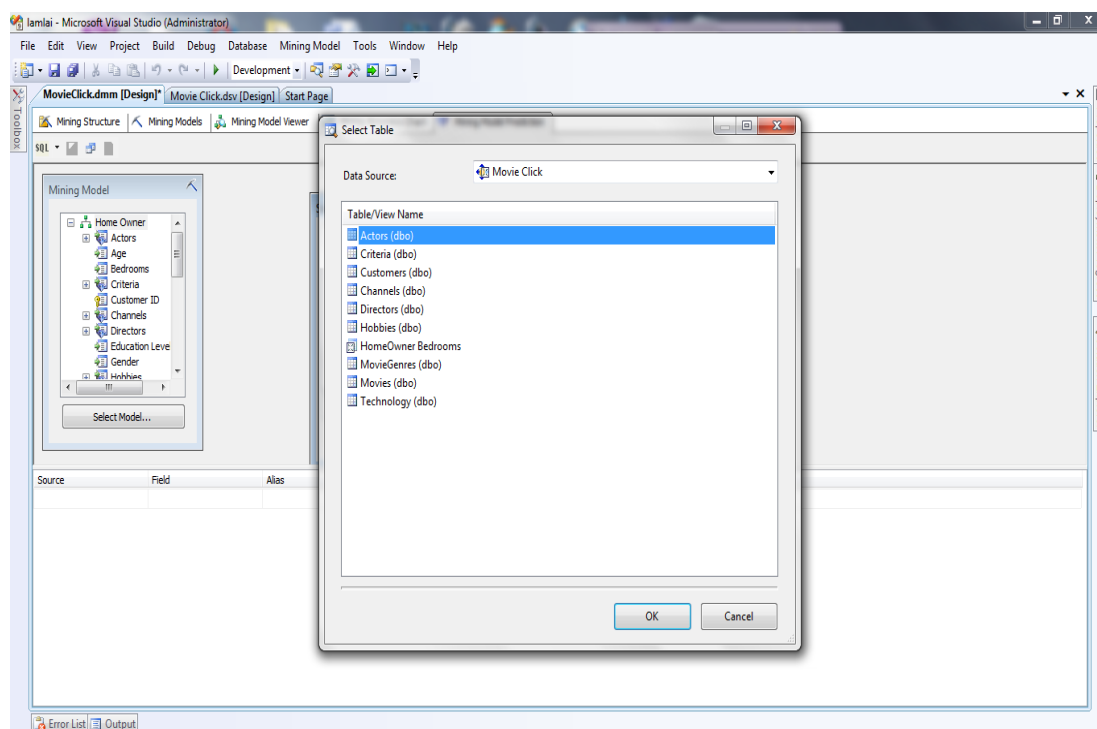 lamlai - Microsoft Visual Studio (Administrator)
File Edit View Project Build Debug Database Mining Model Tools Window Help
Development
MovieClick.dmm [Design]* Movie Click.dsv [Design] Start Page
Toolbox
Mining Structure Mining Models Mining Model Viewer
SQL
Mining Model
Home Owner
Actors
Age
Bedrooms
Criteria
Customer ID
Channels
Directors
Education Leve
Gender
Hobbies
Select Model...
Select Table
Data Source: Movie Click
Table/View Name
Actors (dbo)
Criteria (dbo)
Customers (dbo)
Channels (dbo)
Directors (dbo)
Hobbies (dbo)
HomeOwner Bedrooms
MovieGenres (dbo)
Movies (dbo)
Technology (dbo)
OK Cancel
Source Field Alias
Error List Output